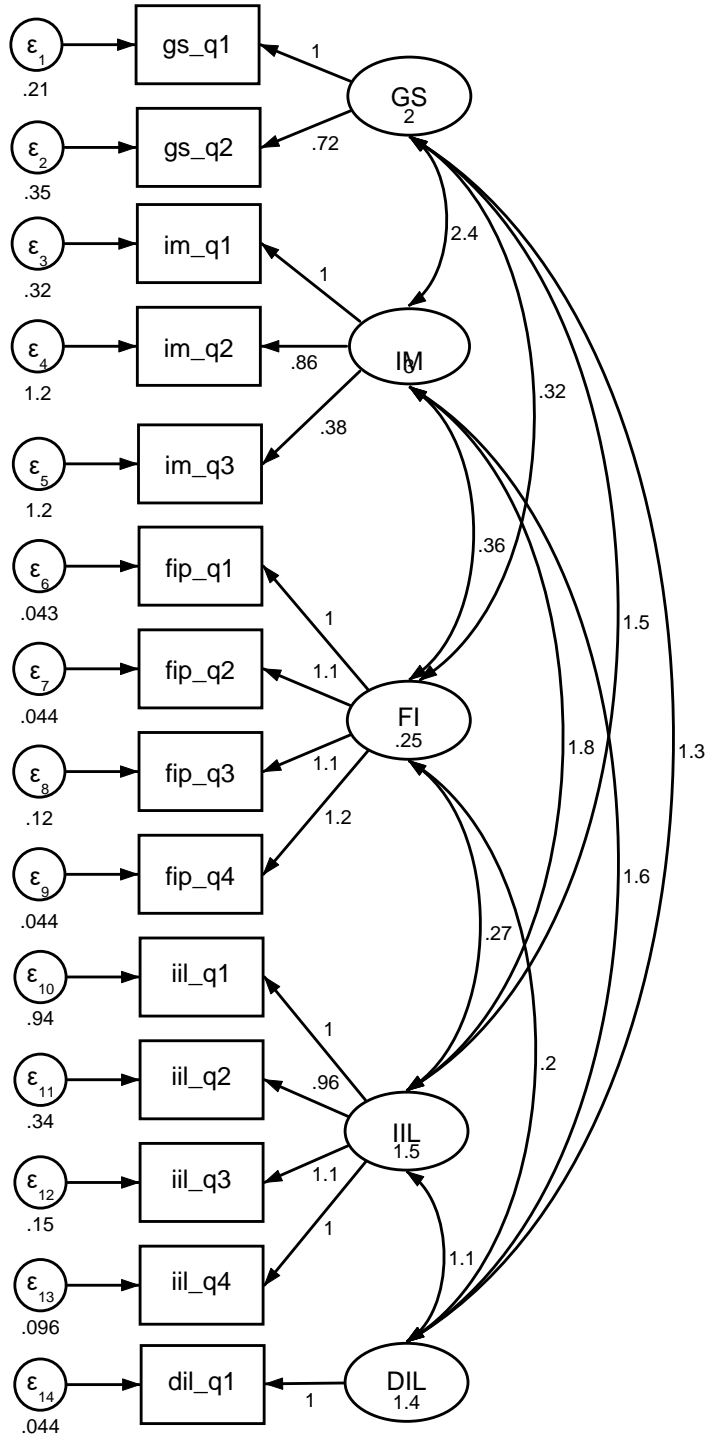 ε1
.21
gs_q1
1
GS
2
ε2
.35
gs_q2
.72
ε3
.32
im_q1
1
2.4
ε4
1.2
im_q2
.86
IM
3
.32
ε5
1.2
im_q3
.38
ε6
.043
fip_q1
1
.36
ε7
.044
fip_q2
1.1
1.5
FI
.25
ε8
.12
fip_q3
1.1
1.8
1.3
ε9
.044
fip_q4
1.2
1.6
ε10
.94
iil_q1
1
.27
ε11
.34
iil_q2
.96
.2
IIL
1.5
ε12
.15
iil_q3
1.1
ε13
.096
iil_q4
1
1.1
ε14
.044
dil_q1
1
DIL
1.4